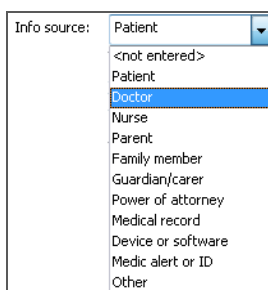 Info source: Patient
<not entered>
Patient
Doctor
Nurse
Parent
Family member
Guardian/carer
Power of attorney
Medical record
Device or software
Medic alert or ID
Other